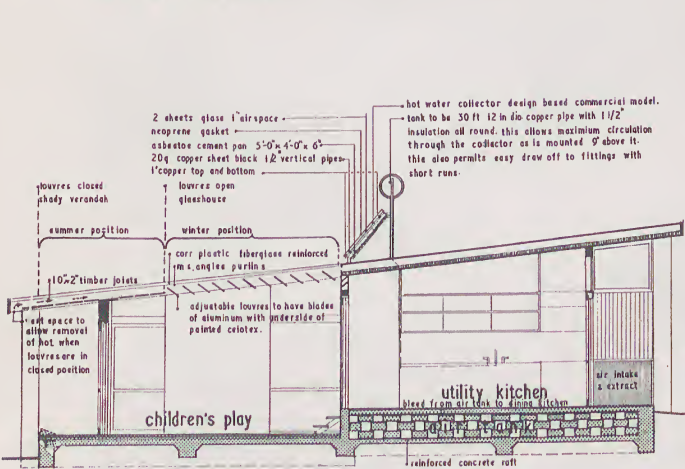 hot water collector design based commercial model.
tank to be 30 ft 12 in dia copper pipe with 1 1/2"
insulation all round. this allows maximium circulation
through the collector as is mounted 9" above it.
this also permits easy draw off to fittings with
short runs.
2 sheets glass 1" airspace
neoprene gasket
asbestos cement pan 5'-0" x 4'-0" x 6"
20g copper sheet black 1/2" vertical pipes
1" copper top and bottom
louvres closed
shady verandah
louvres open
glasshouse
summer position
winter position
corr plastic fiberglass reinforced
m s. angles purlins
10"x2" timber joists
adjustable louvres to have blades
of aluminum with underside of
painted celotex.
vent space to
allow removal
of hot, when
louvres are in
closed position
air intake
& extract
utility kitchen
bleed from air tank to dining kitchen
children's play
reinforced concrete raft